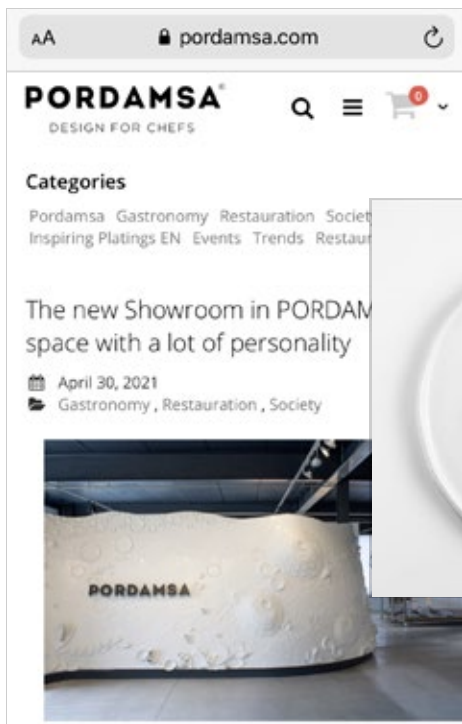 AA pordamsa.com
PORDAMSA
DESIGN FOR CHEFS
0
Categories
Pordamsa Gastronomy Restauration
Inspiring Platings EN Events Trends
The new Showroom in
space with a lot of personality
April 30, 2021
Gastronomy , Restauration , Society
PORDAMSA